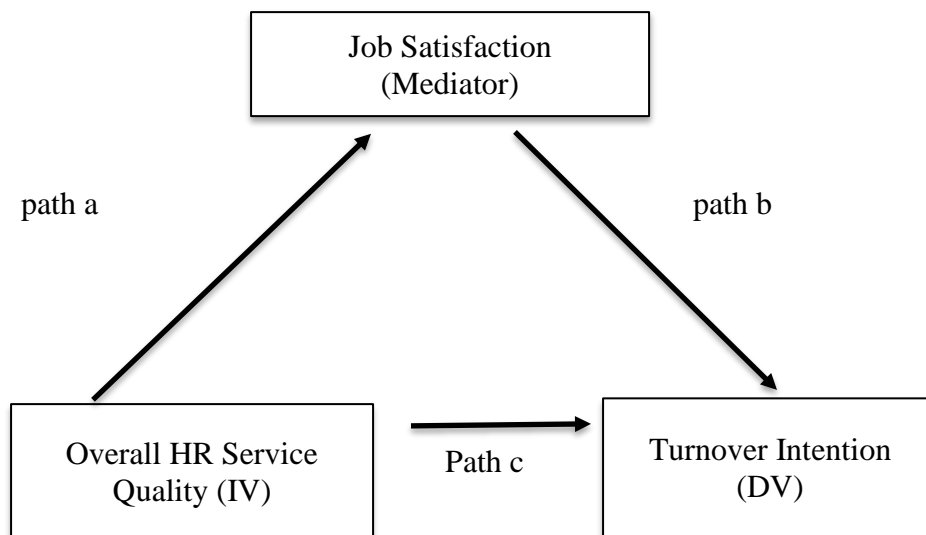 Job Satisfaction
(Mediator)
path a
path b
Overall HR Service
Quality (IV)
Path c
Turnover Intention
(DV)